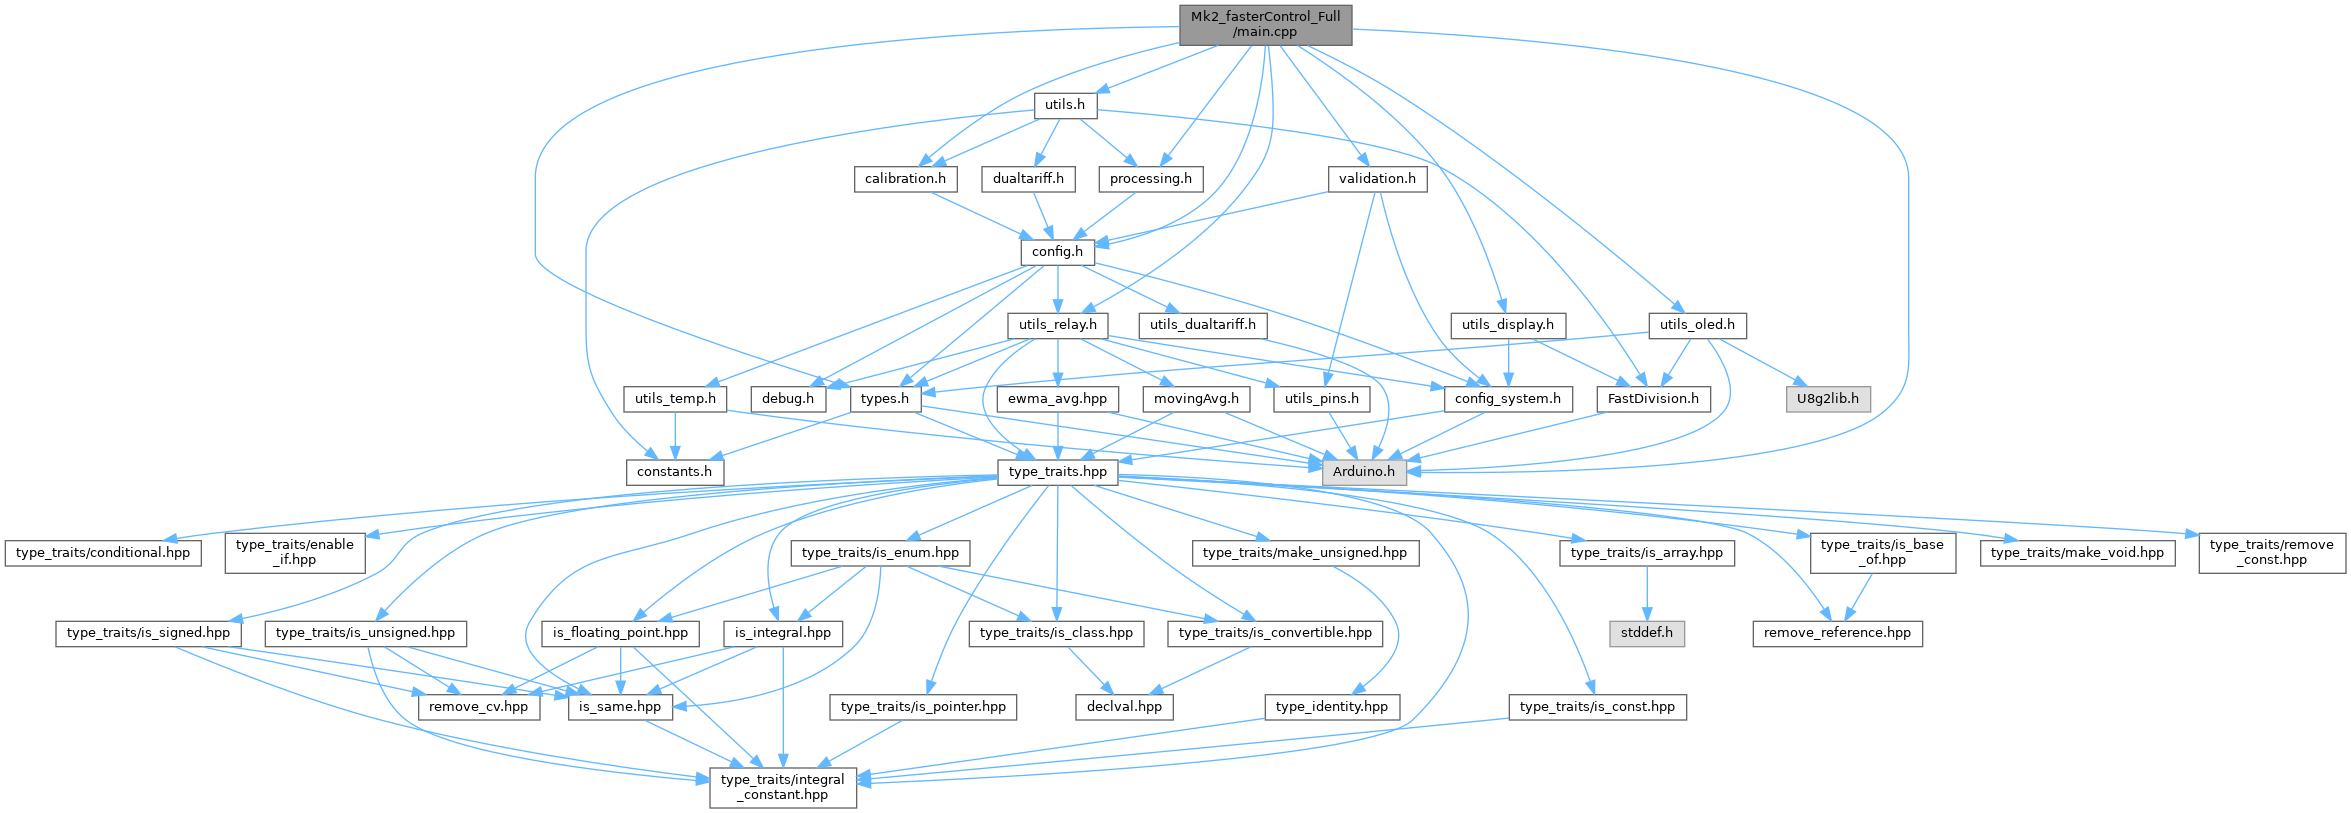 Mk2_fasterControl_Full
/main.cpp
utils.h
calibration.h
dualtariff.h
processing.h
validation.h
config.h
utils_relay.h
utils_dualtariff.h
utils_display.h
utils_oled.h
utils_temp.h
debug.h
types.h
ewma_avg.hpp
movingAvg.h
utils_pins.h
config_system.h
FastDivision.h
U8g2lib.h
constants.h
type_traits.hpp
Arduino.h
type_traits/conditional.hpp
type_traits/enable
_if.hpp
type_traits/is_enum.hpp
type_traits/make_unsigned.hpp
type_traits/is_array.hpp
type_traits/is_base
_of.hpp
type_traits/make_void.hpp
type_traits/remove
_const.hpp
type_traits/is_signed.hpp
type_traits/is_unsigned.hpp
is_floating_point.hpp
is_integral.hpp
type_traits/is_class.hpp
type_traits/is_convertible.hpp
stddef.h
remove_reference.hpp
remove_cv.hpp
is_same.hpp
type_traits/is_pointer.hpp
declval.hpp
type_identity.hpp
type_traits/is_const.hpp
type_traits/integral
_constant.hpp